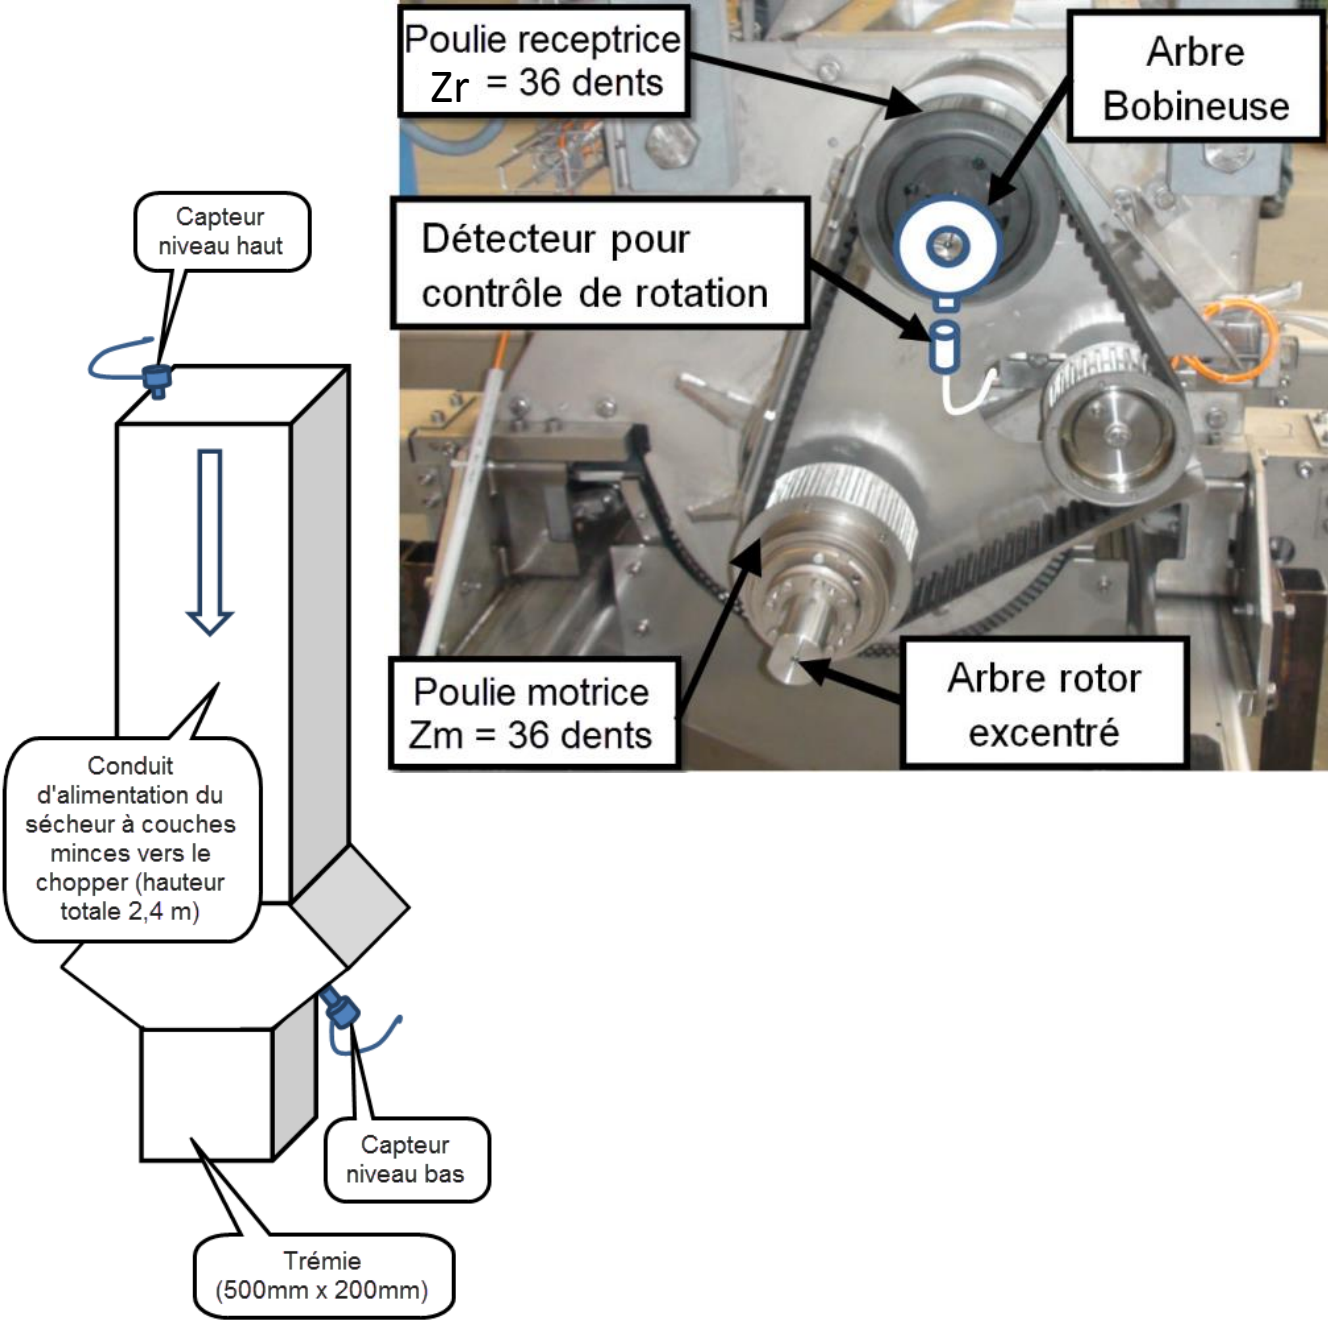 Poulie receptrice
Zr = 36 dents
Arbre
Bobineuse
Capteur
niveau haut
Détecteur pour
contrôle de rotation
Poulie motrice
Zm = 36 dents
Arbre rotor
excentré
Conduit
d'alimentation du
sécheur à couches
minces vers le
chopper (hauteur
totale 2,4 m)
Capteur
niveau bas
Trémie
(500mm x 200mm)